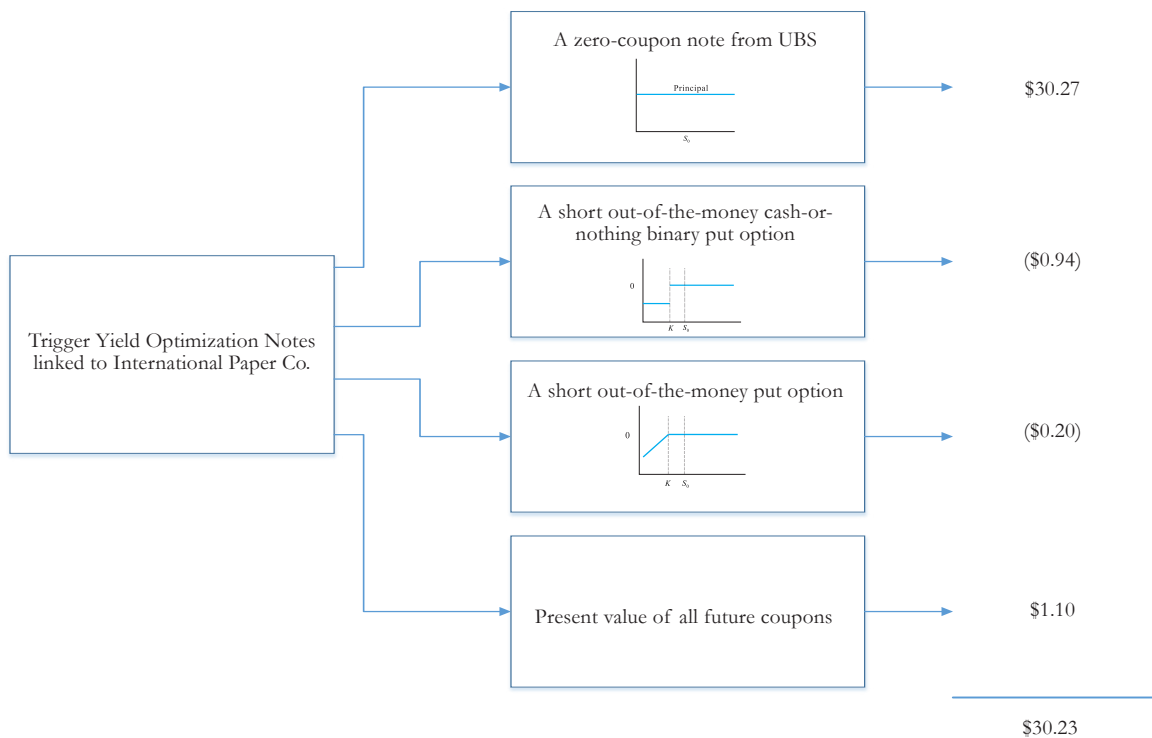 A zero-coupon note from UBS
Principal
S0
$30.27
A short out-of-the-money cash-or-
nothing binary put option
0
K S0
($0.94)
Trigger Yield Optimization Notes
linked to International Paper Co.
A short out-of-the-money put option
0
K S0
($0.20)
Present value of all future coupons
$1.10
$30.23